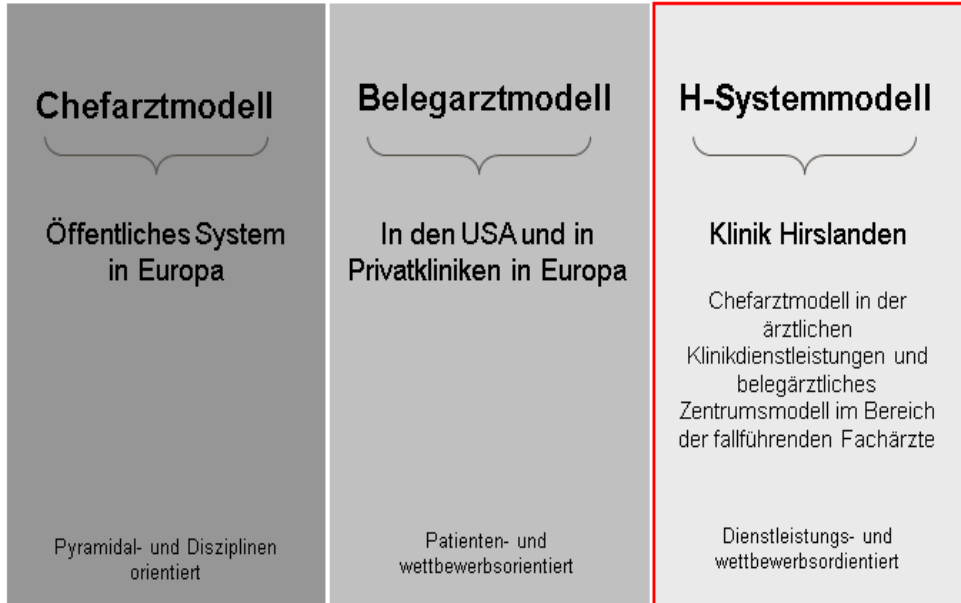 Chefarztmodell
Öffentliches System
in Europa
Pyramidal- und Disziplinen
orientiert
Belegarztmodell
In den USA und in
Privatkliniken in Europa
Patienten- und
wettbewerbsorientiert
H-Systemmodell
Klinik Hirslanden
Chefarztmodell in der
ärztlichen
Klinikdienstleistungen und
belegärztliches
Zentrumsmodell im Bereich
der fallführenden Fachärzte
Dienstleistungs- und
wettbewerbsordientiert